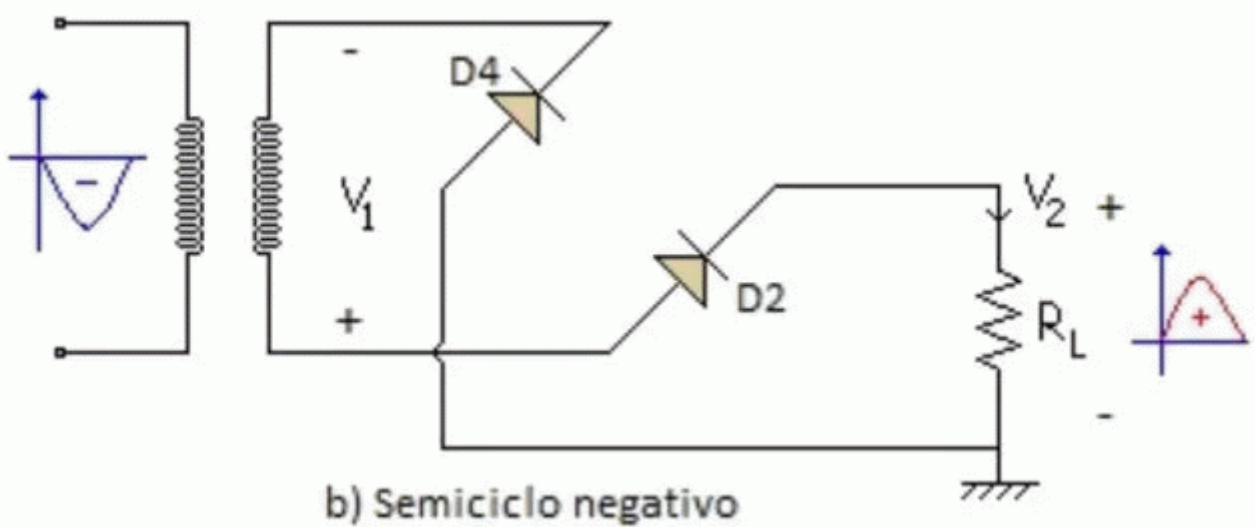 -
D4
-
V1
V2 +
+
D2
+
RL
-
b) Semiciclo negativo